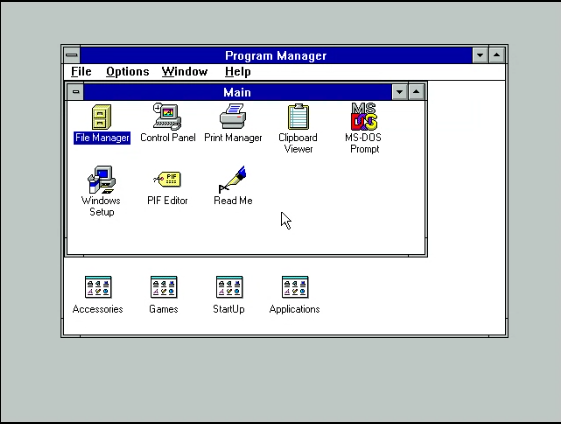 Program Manager
File Options Window Help
Main
File Manager Control Panel Print Manager Clipboard Viewer MS-DOS Prompt
Windows Setup PIF Editor Read Me
Accessories Games StartUp Applications